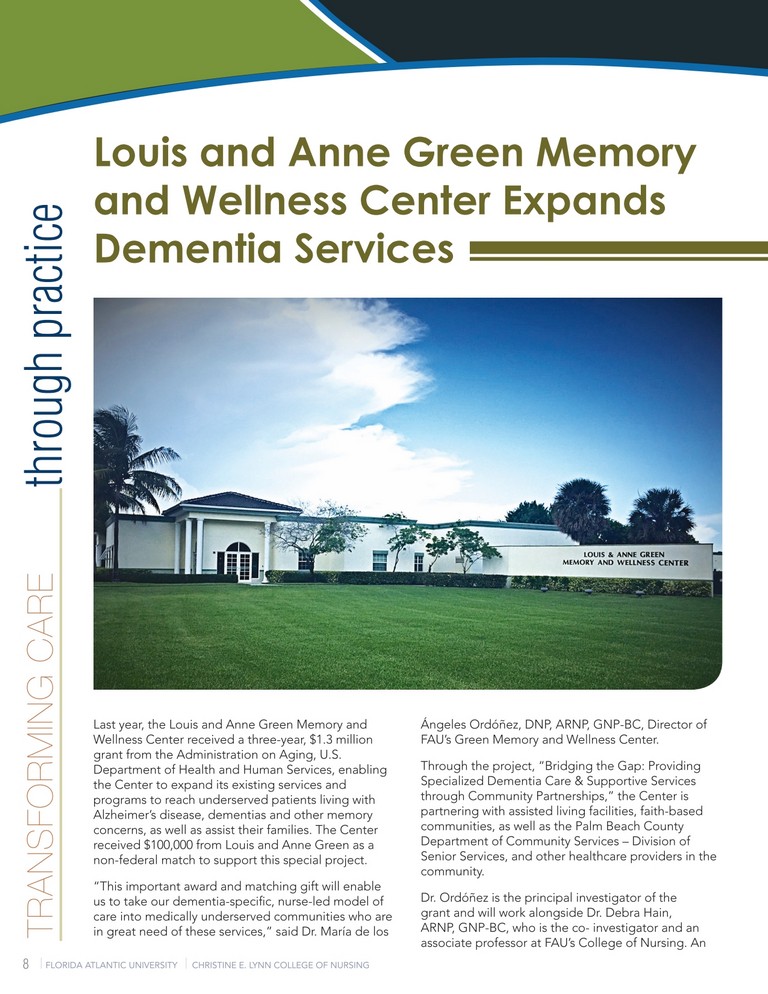 Louis and Anne Green Memory
and Wellness Center Expands
Dementia Services
TRANSFORMING CARE through practice
LOUIS & ANNE GREEN
MEMORY AND WELLNESS CENTER
Last year, the Louis and Anne Green Memory and
Wellness Center received a three-year, $1.3 million
grant from the Administration on Aging, U.S.
Department of Health and Human Services, enabling
the Center to expand its existing services and
programs to reach underserved patients living with
Alzheimer’s disease, dementias and other memory
concerns, as well as assist their families. The Center
received $100,000 from Louis and Anne Green as a
non-federal match to support this special project.
“This important award and matching gift will enable
us to take our dementia-specific, nurse-led model of
care into medically underserved communities who are
in great need of these services,” said Dr. María de los
Ángeles Ordóñez, DNP, ARNP, GNP-BC, Director of
FAU’s Green Memory and Wellness Center.
Through the project, “Bridging the Gap: Providing
Specialized Dementia Care & Supportive Services
through Community Partnerships,” the Center is
partnering with assisted living facilities, faith-based
communities, as well as the Palm Beach County
Department of Community Services – Division of
Senior Services, and other healthcare providers in the
community.
Dr. Ordóñez is the principal investigator of the
grant and will work alongside Dr. Debra Hain,
ARNP, GNP-BC, who is the co- investigator and an
associate professor at FAU’s College of Nursing. An
8 FLORIDA ATLANTIC UNIVERSITY CHRISTINE E. LYNN COLLEGE OF NURSING